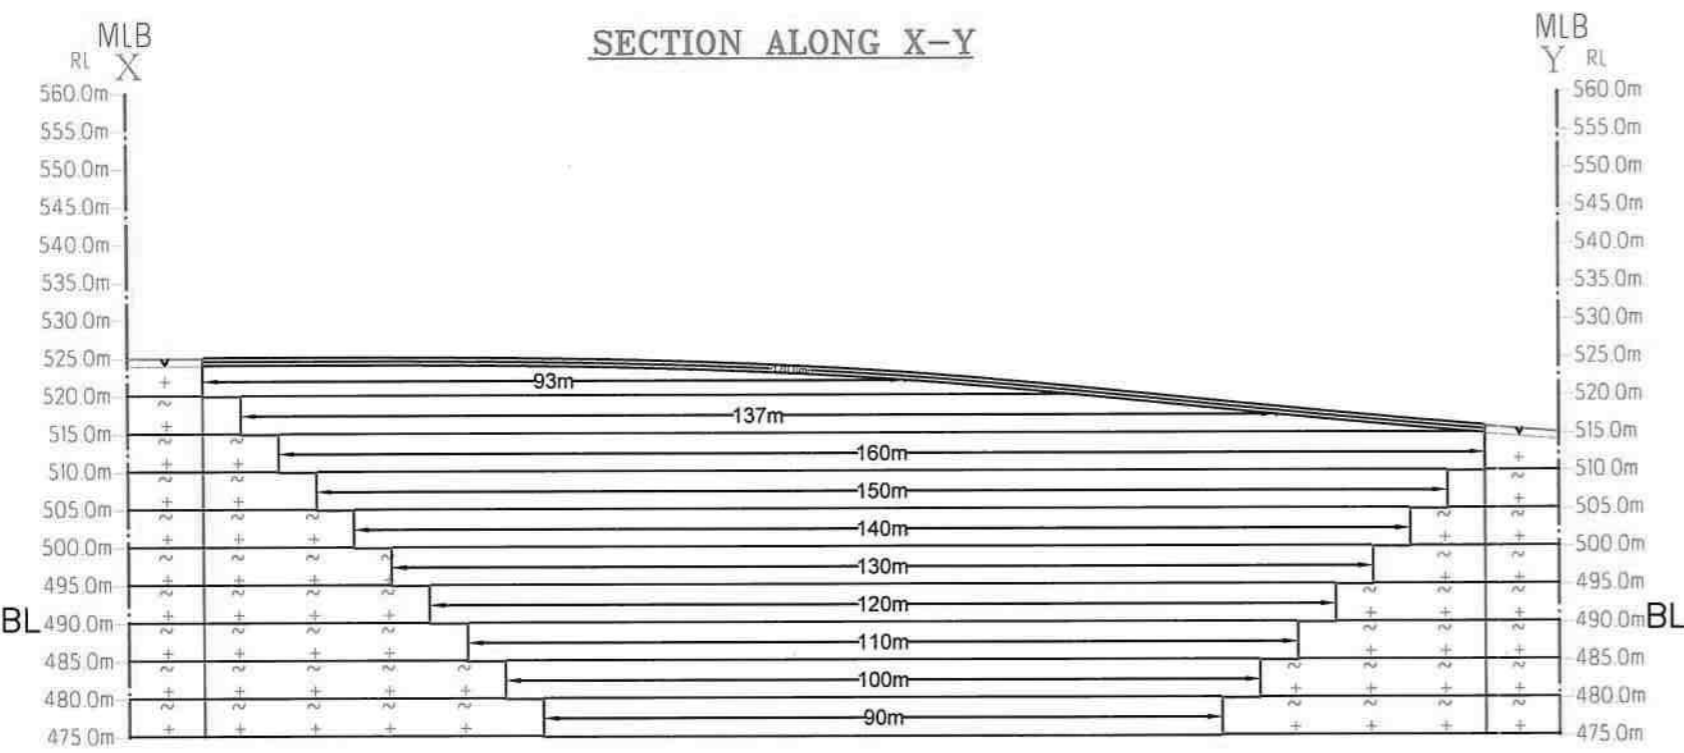 MLB
SECTION ALONG X-Y
MLB
RL
X
Y
RL
560.0m
560.0m
555.0m
555.0m
550.0m
550.0m
545.0m
545.0m
540.0m
540.0m
535.0m
535.0m
530.0m
530.0m
525.0m
525.0m
93m
520.0m
520.0m
137m
515.0m
515.0m
160m
510.0m
510.0m
150m
505.0m
505.0m
140m
500.0m
500.0m
130m
495.0m
495.0m
120m
BL
490.0m
490.0m
BL
110m
485.0m
485.0m
100m
480.0m
480.0m
90m
475.0m
475.0m